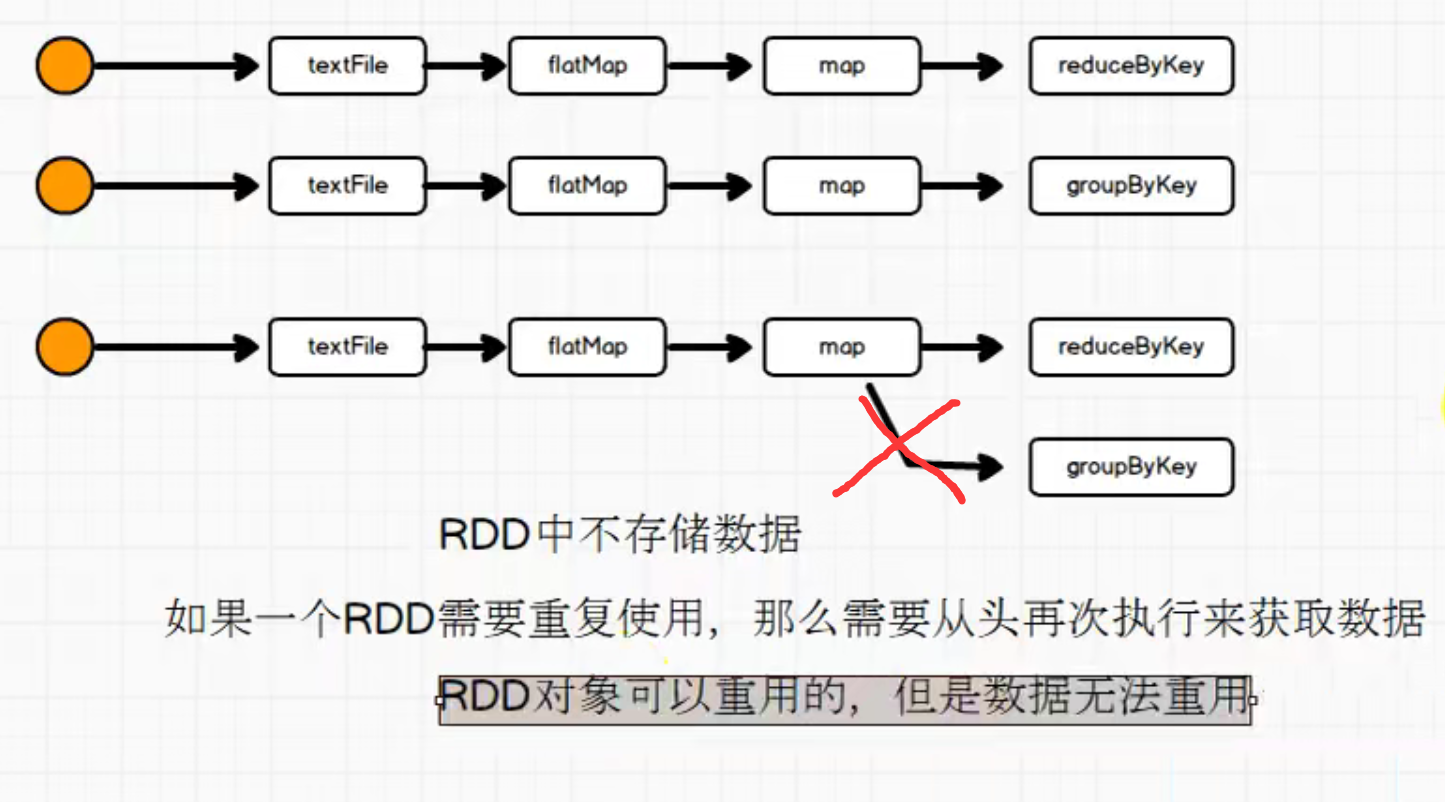 textFile flatMap map reduceByKey
textFile flatMap map groupByKey
textFile flatMap map reduceByKey
groupByKey
RDD中不存储数据
如果一个RDD需要重复使用，那么需要从头再次执行来获取数据
RDD对象可以重用的，但是数据无法重用